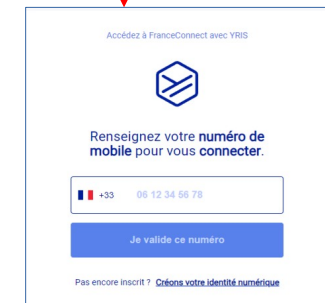 Accédez à FranceConnect avec YRIS
Renseignez votre numéro de
mobile pour vous connecter.
+33 06 12 34 56 78
Je valide ce numéro
Pas encore inscrit ? Créons votre identité numérique